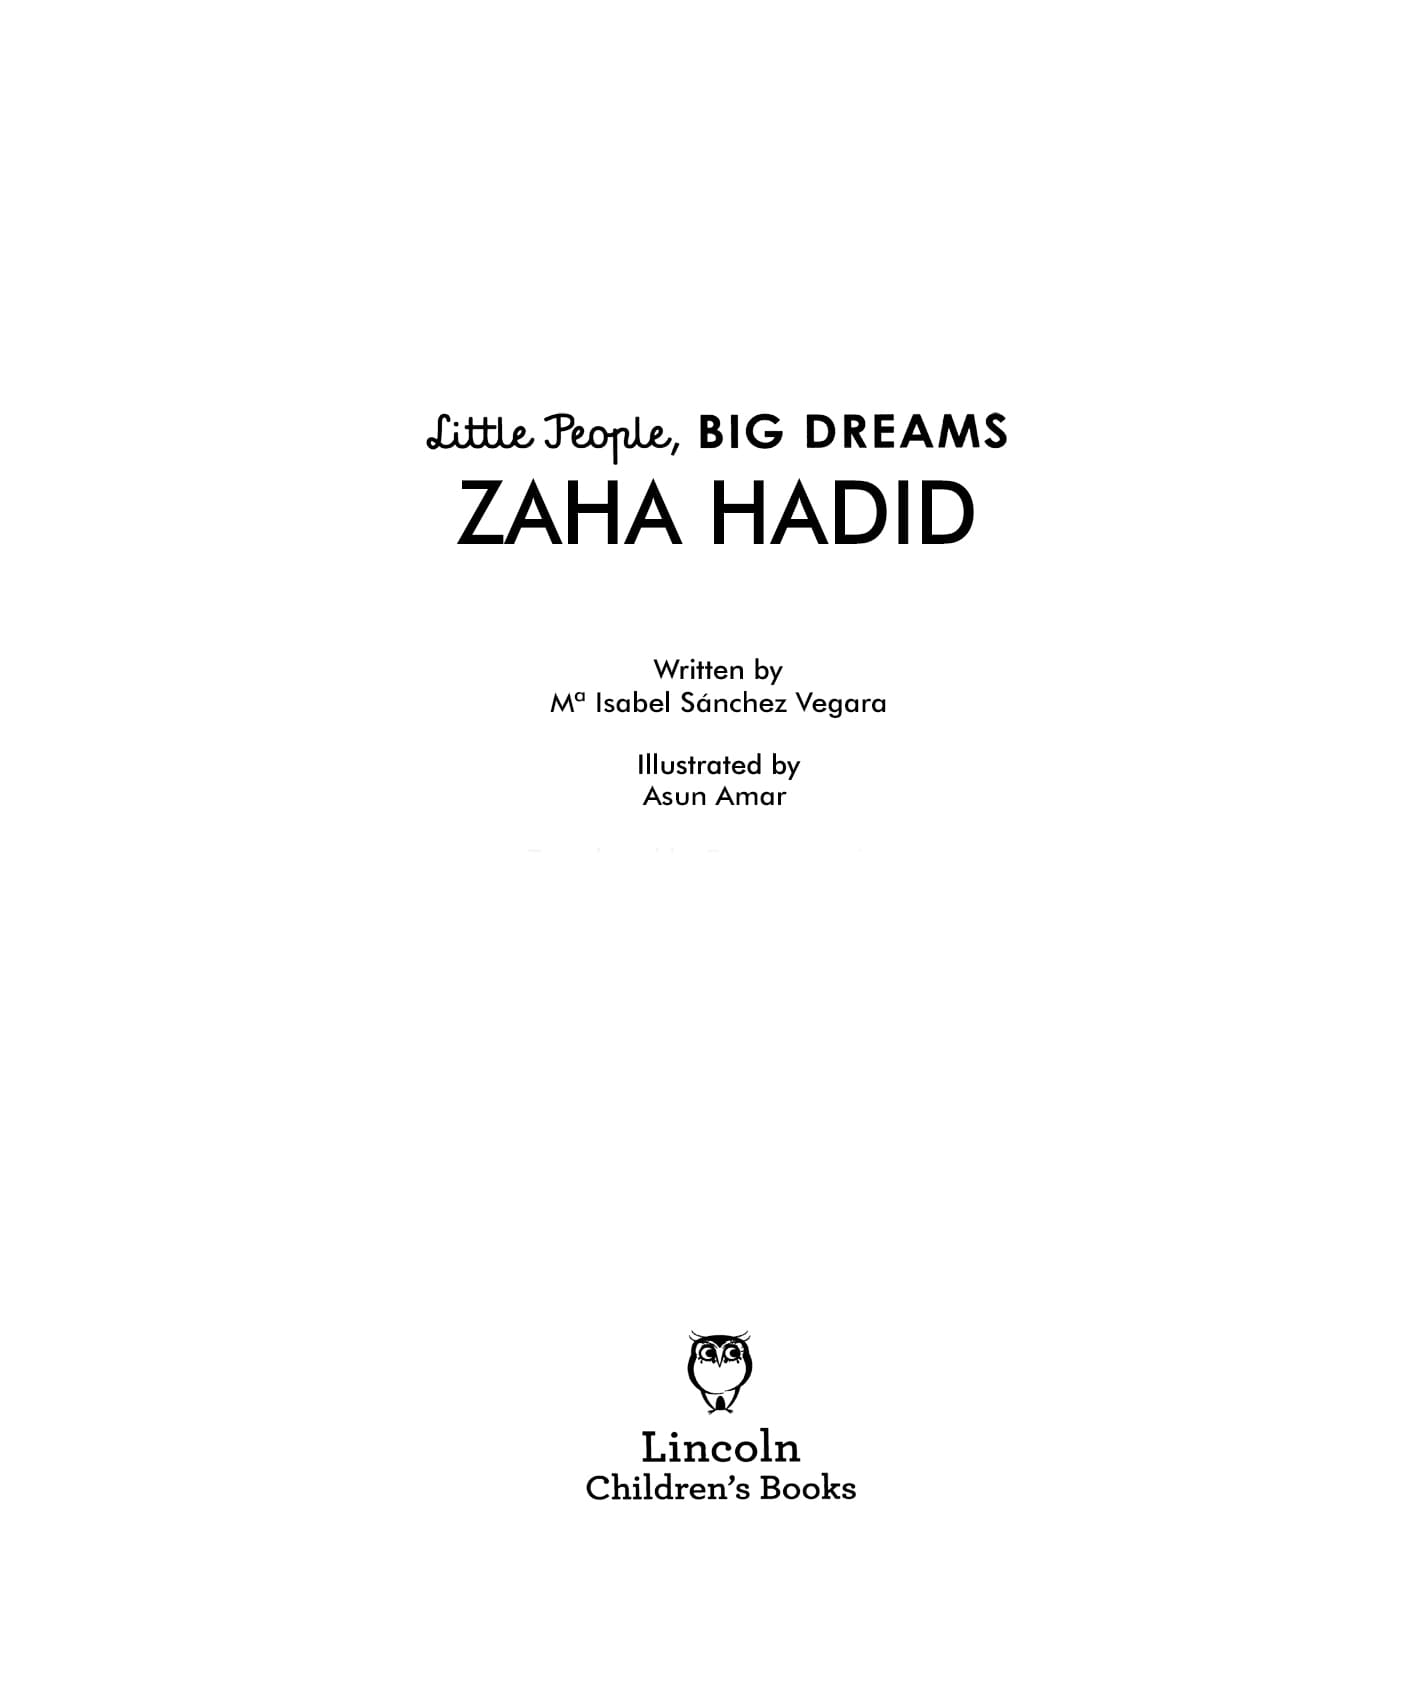 Little People, BIG DREAMS
ZAHA HADID
Written by
Mª Isabel Sánchez Vegara
Illustrated by
Asun Amar
Lincoln
Children’s Books